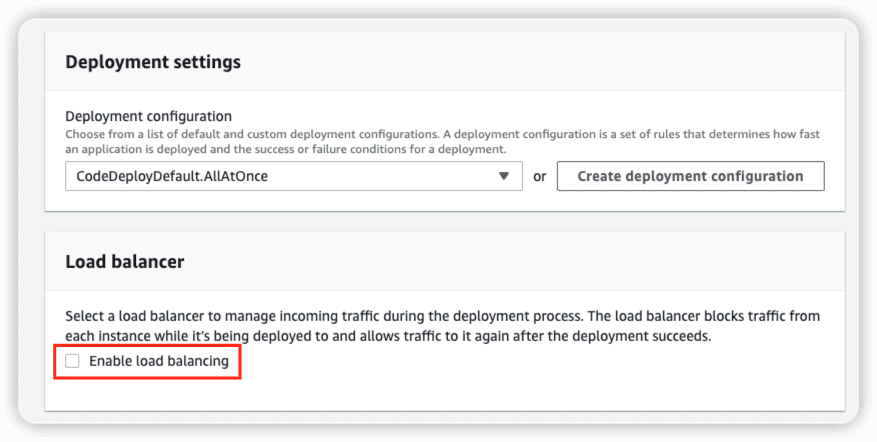 Deployment settings
Deployment configuration
Choose from a list of default and custom deployment configurations. A deployment configuration is a set of rules that determines how fast
an application is deployed and the success or failure conditions for a deployment.
CodeDeployDefault.AllAtOnce or Create deployment configuration
Load balancer
Select a load balancer to manage incoming traffic during the deployment process. The load balancer blocks traffic from
each instance while it's being deployed to and allows traffic to it again after the deployment succeeds.
Enable load balancing